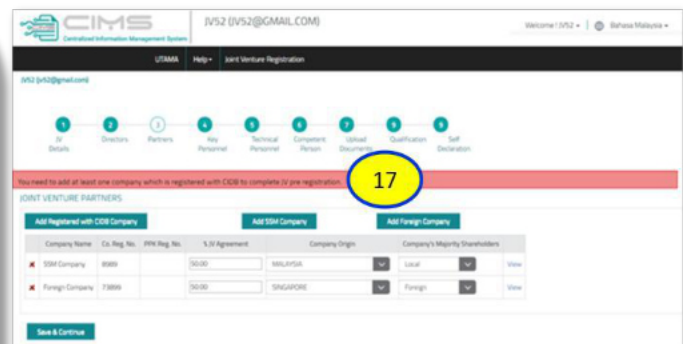 CIMS
Centralized Information Management System
JV52 (JV52@GMAIL.COM)
Welcome ! JV52
Bahasa Malaysia
UTAMA Help Joint Venture Registration
JV52 (jv52@gmail.com)
1 2 3 4 5 6 7 9 9
JV Details
Directors
Partners
Key Personnel
Technical Personnel
Competent Person
Upload Documents
Qualification
Self Declaration
You need to add at least one company which is registered with CIDB to complete JV pre registration.
17
JOINT VENTURE PARTNERS
Add Registered with CIDB Company Add SSM Company Add Foreign Company
Company Name Co. Reg. No. PPK Reg. No. % JV Agreement Company Origin Company's Majority Shareholders
SSM Company 8989 50.00 MALAYSIA Local View
Foreign Company 73899 50.00 SINGAPORE Foreign View
Save & Continue